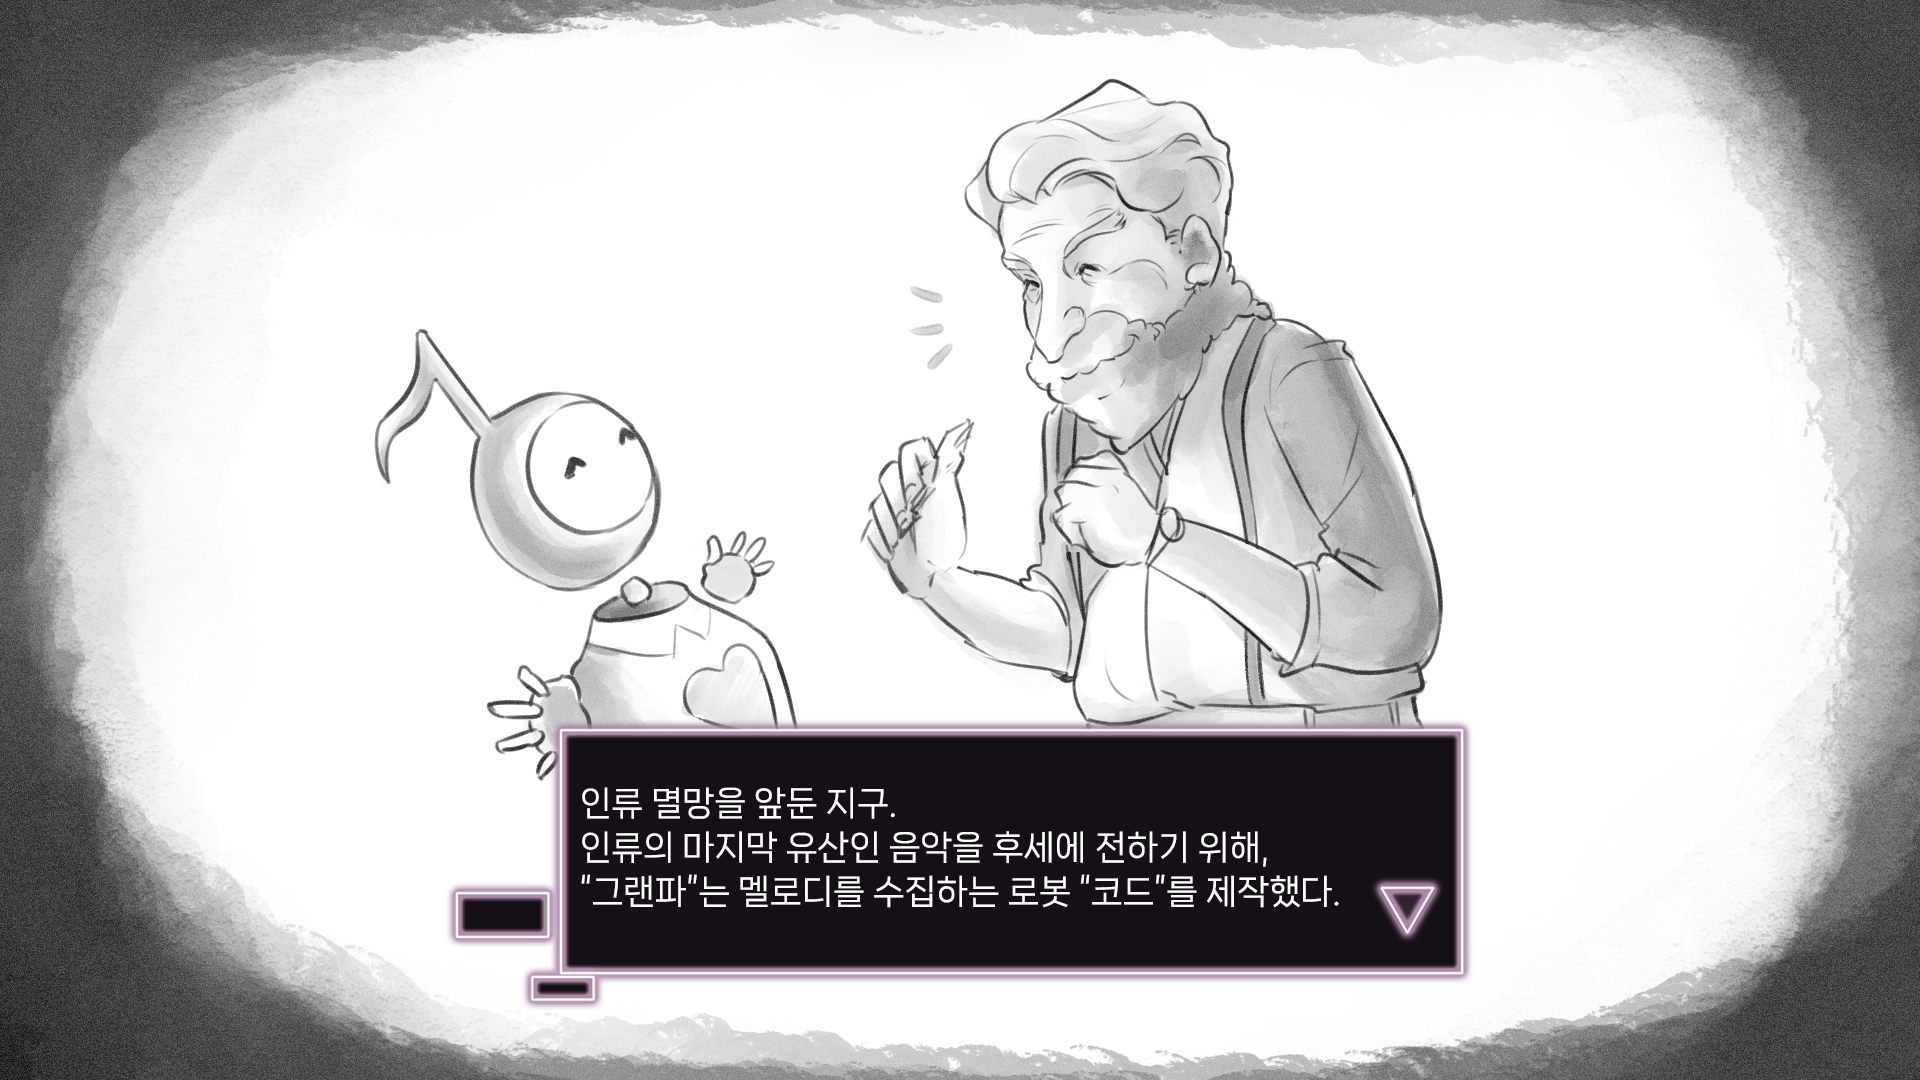 인류 멸망을 앞둔 지구.
인류의 마지막 유산인 음악을 후세에 전하기 위해,
"그랜파"는 멜로디를 수집하는 로봇 "코드"를 제작했다.